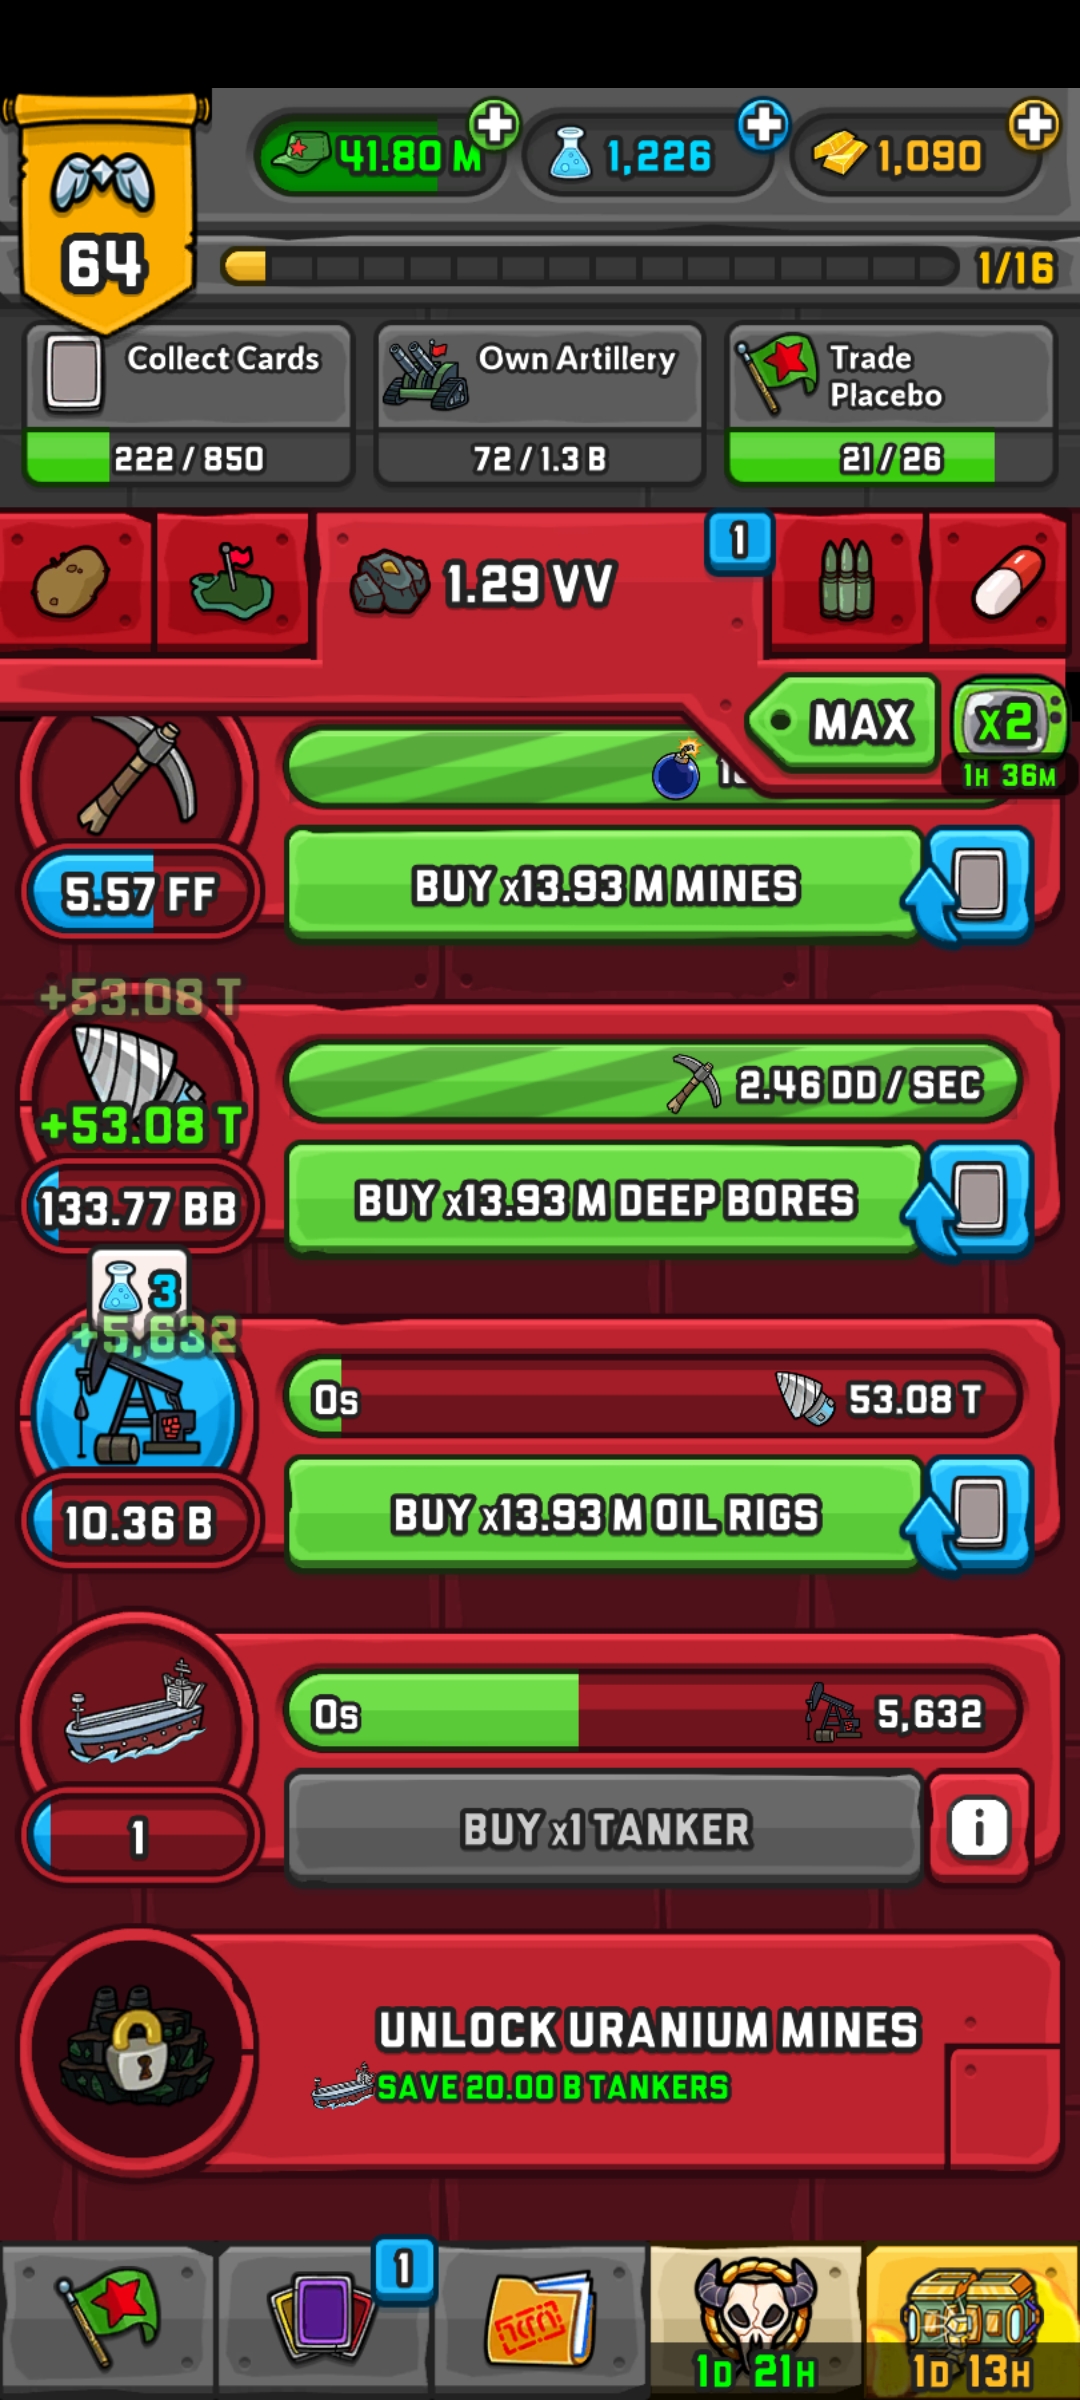 41.80 M
1,226
1,090
64
1/16
Collect Cards
222 / 850
Own Artillery
72 / 1.3 B
Trade
Placebo
21 / 26
1.29 VV
1
MAX
x2
1H 36M
5.57 FF
BUY x13.93 M MINES
+53.08 T
+53.08 T
133.77 BB
2.46 DD / SEC
BUY x13.93 M DEEP BORES
3
+5,632
10.36 B
0s
53.08 T
BUY x13.93 M OIL RIGS
1
0s
5,632
BUY x1 TANKER
i
UNLOCK URANIUM MINES
SAVE 20.00 B TANKERS
1
1D 21H
1D 13H